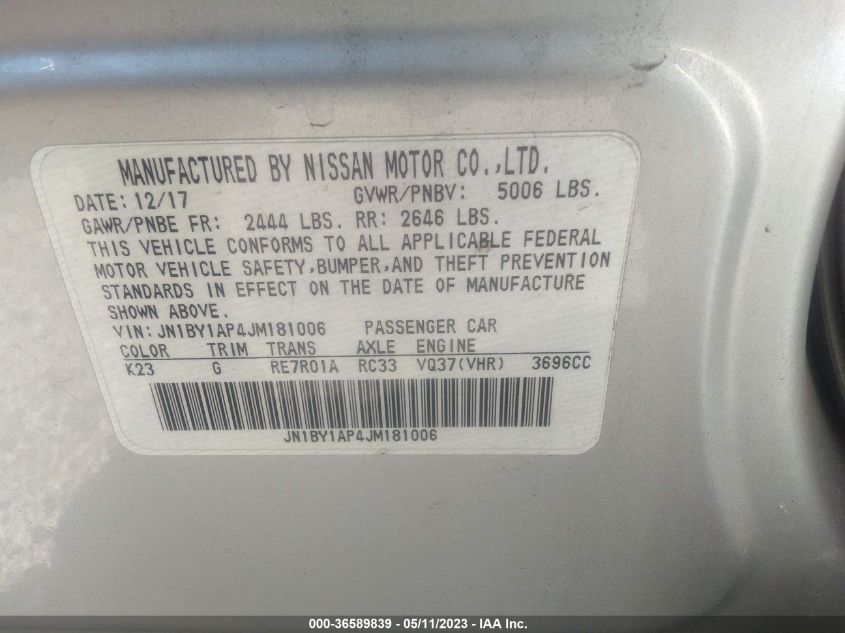 MANUFACTURED BY NISSAN MOTOR CO.,LTD.
DATE: 12/17 GVWR/PNBV: 5006 LBS.
GAWR/PNBE FR: 2444 LBS. RR: 2646 LBS.
THIS VEHICLE CONFORMS TO ALL APPLICABLE FEDERAL
MOTOR VEHICLE SAFETY,BUMPER,AND THEFT PREVENTION
STANDARDS IN EFFECT ON THE DATE OF MANUFACTURE
SHOWN ABOVE.
VIN: JN1BY1AP4JM181006 PASSENGER CAR
COLOR TRIM TRANS AXLE ENGINE
K23 G RE7R01A RC33 VQ37(VHR) 3696CC
JN1BY1AP4JM181006
000-36589839 - 05/11/2023 - IAA Inc.